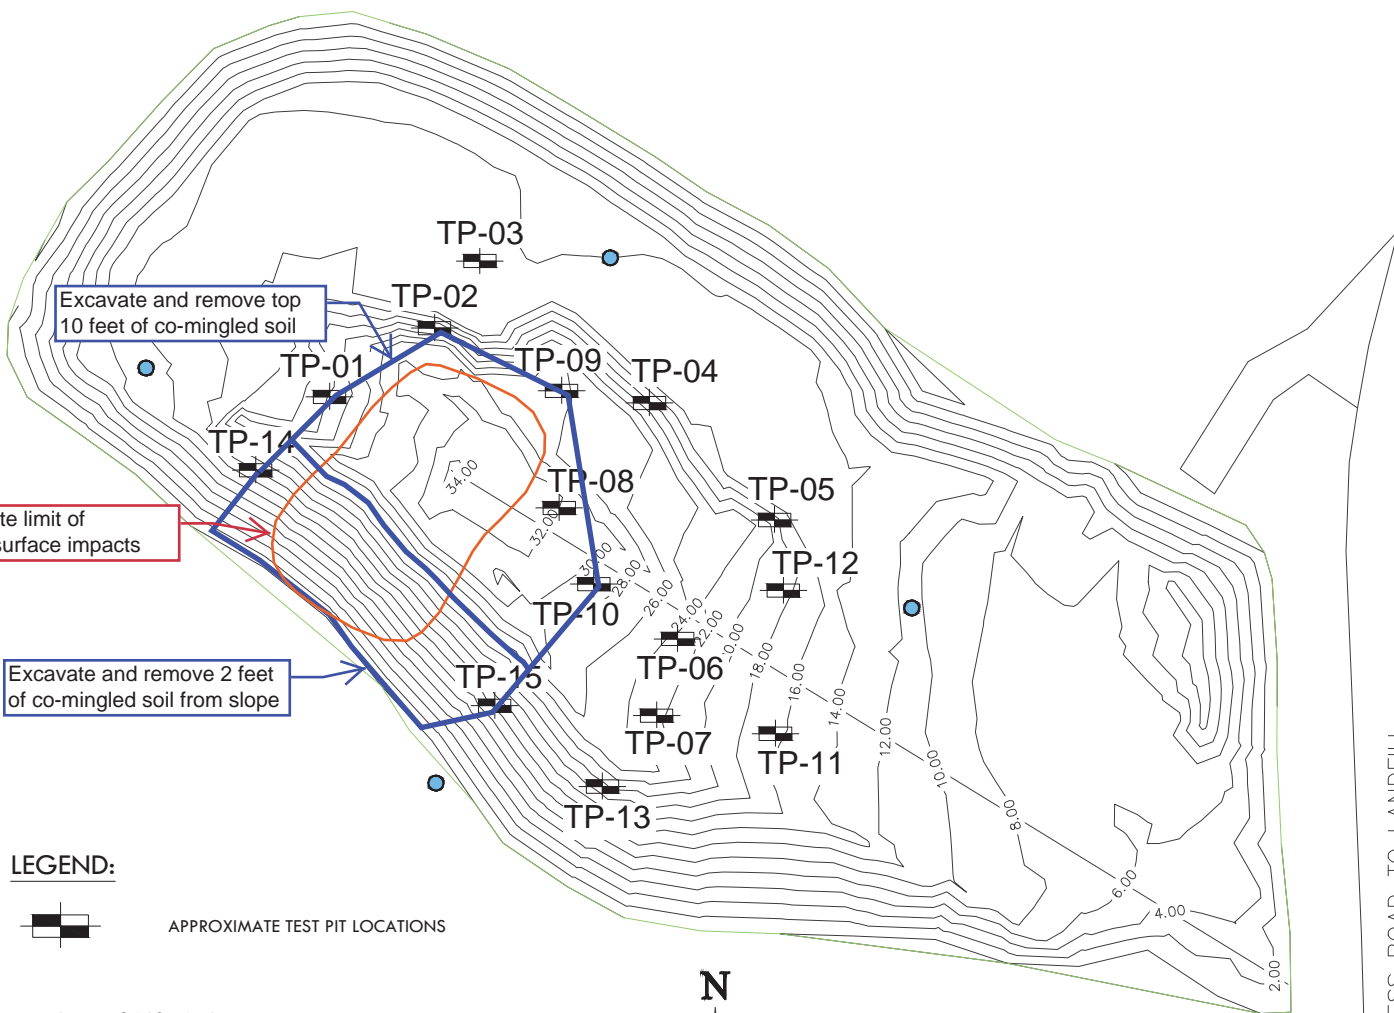 TP-03
Excavate and remove top
10 feet of co-mingled soil
TP-02
TP-01
TP-09
TP-04
TP-14
34.00
TP-08
TP-05
limit of
surface impacts
32.00
30.00
28.00
TP-12
26.00
TP-10
24.00
22.00
TP-06
18.00
16.00
14.00
Excavate and remove 2 feet
of co-mingled soil from slope
TP-15
TP-07
12.00
TP-11
10.00
TP-13
8.00
6.00
4.00
2.00
ROAD TO LANDFILL
LEGEND:
APPROXIMATE TEST PIT LOCATIONS
N